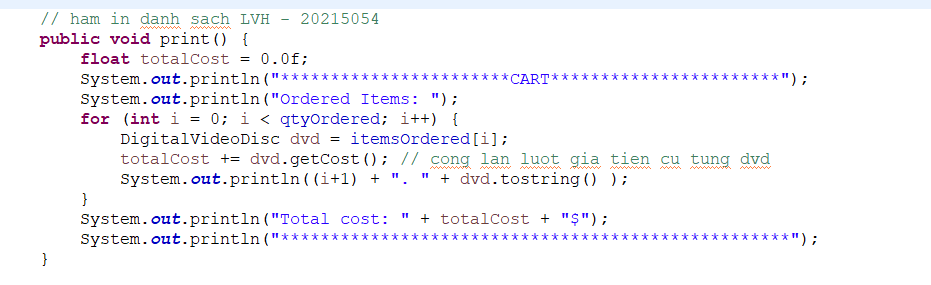 // ham in danh sach LVH - 20215054
public void print() {
float totalCost = 0.0f;
System.out.println("***********************CART***********************");
System.out.println("Ordered Items: ");
for (int i = 0; i < qtyOrdered; i++) {
DigitalVideoDisc dvd = itemsOrdered[i];
totalCost += dvd.getCost(); // cong lan luot gia tien cu tung dvd
System.out.println((i+1) + ". " + dvd.tostring() );
}
System.out.println("Total cost: " + totalCost + "$");
System.out.println("***************************************************");
}